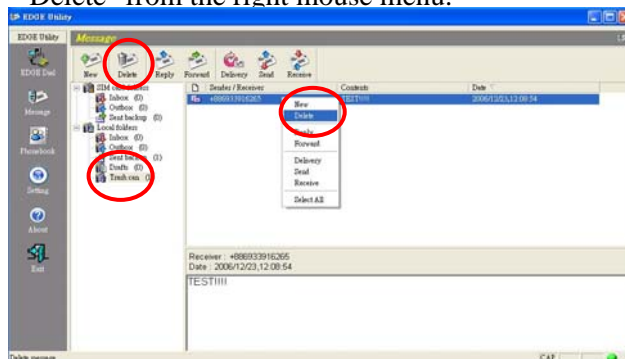 "Delete" from the right mouse menu.
EDGE Utility
EDGE Utility Message
EDGE Dial
Message
Phonebook
Setting
About
Exit
New Delete Reply Forward Delivery Send Receive
SIM card folders
Inbox (0)
Outbox (0)
Sent backup (0)
Local folders
Inbox (0)
Outbox (0)
Sent backup (1)
Drafts (0)
Trash can
Sender / Receiver Contents Date
+886933916265 TEST!!!! 2006/12/23,12:08:54
New
Delete
Reply
Forward
Delivery
Send
Receive
Select All
Receiver : +886933916265
Date : 2006/12/23,12:08:54
TEST!!!!
Delete message CAP